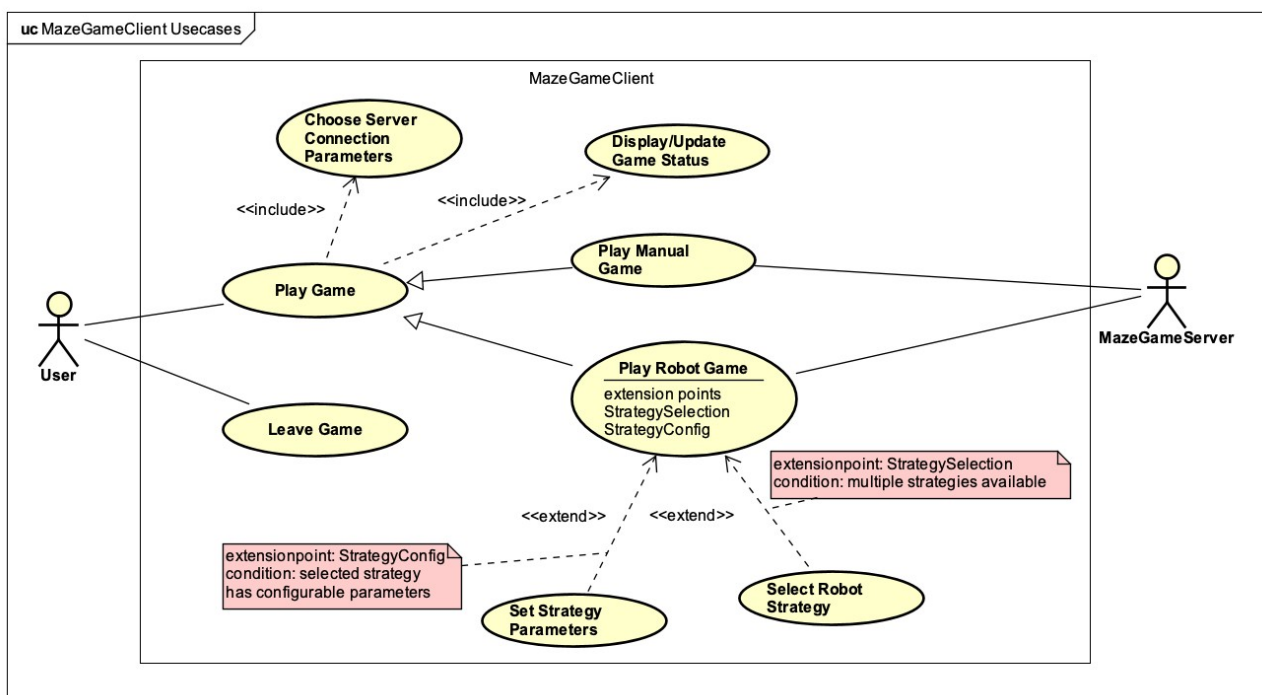 uc MazeGameClient Usecases
MazeGameClient
Choose Server
Connection
Parameters
Display/Update
Game Status
<<include>>
<<include>>
Play Manual
Game
Play Game
User
MazeGameServer
Play Robot Game
extension points
StrategySelection
StrategyConfig
Leave Game
extensionpoint: StrategySelection
condition: multiple strategies available
<<extend>>
<<extend>>
extensionpoint: StrategyConfig
condition: selected strategy
has configurable parameters
Set Strategy
Parameters
Select Robot
Strategy